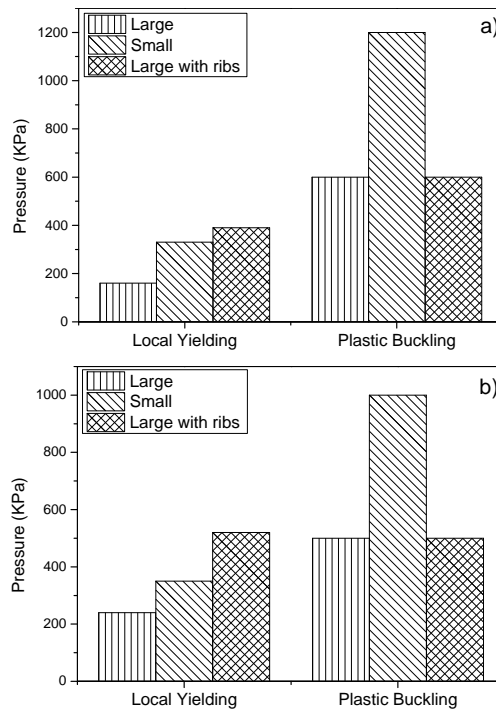 a)
Large
Small
Large with ribs
1200
1000
800
600
400
200
0
Pressure (KPa)
Local Yielding
Plastic Buckling
b)
Large
Small
Large with ribs
1000
800
600
400
200
0
Pressure (KPa)
Local Yielding
Plastic Buckling